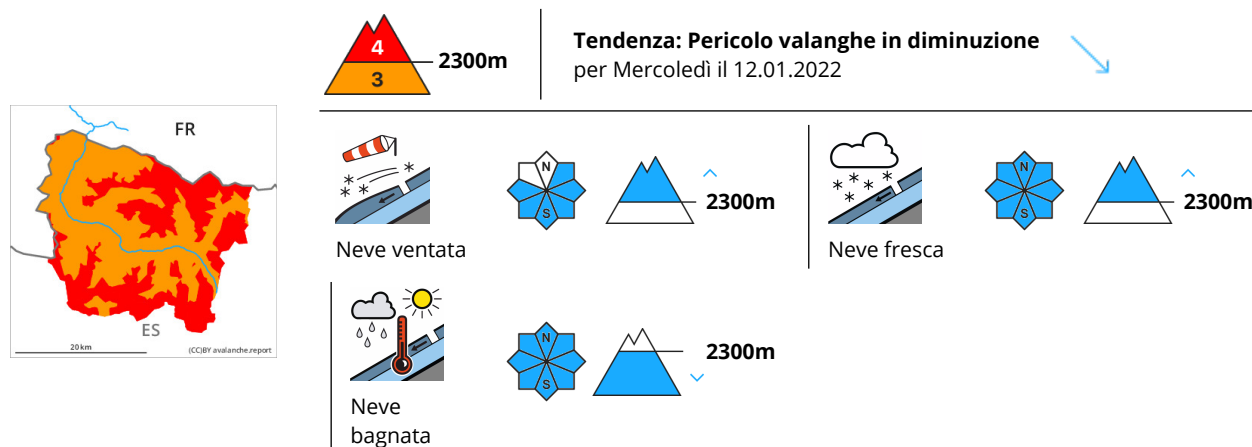 4
3
2300m
Tendenza: Pericolo valanghe in diminuzione
per Mercoledì il 12.01.2022
FR
ES
20 km
(CC)BY avalanche.report
N
S
2300m
Neve ventata
N
S
2300m
Neve fresca
N
S
2300m
Neve
bagnata